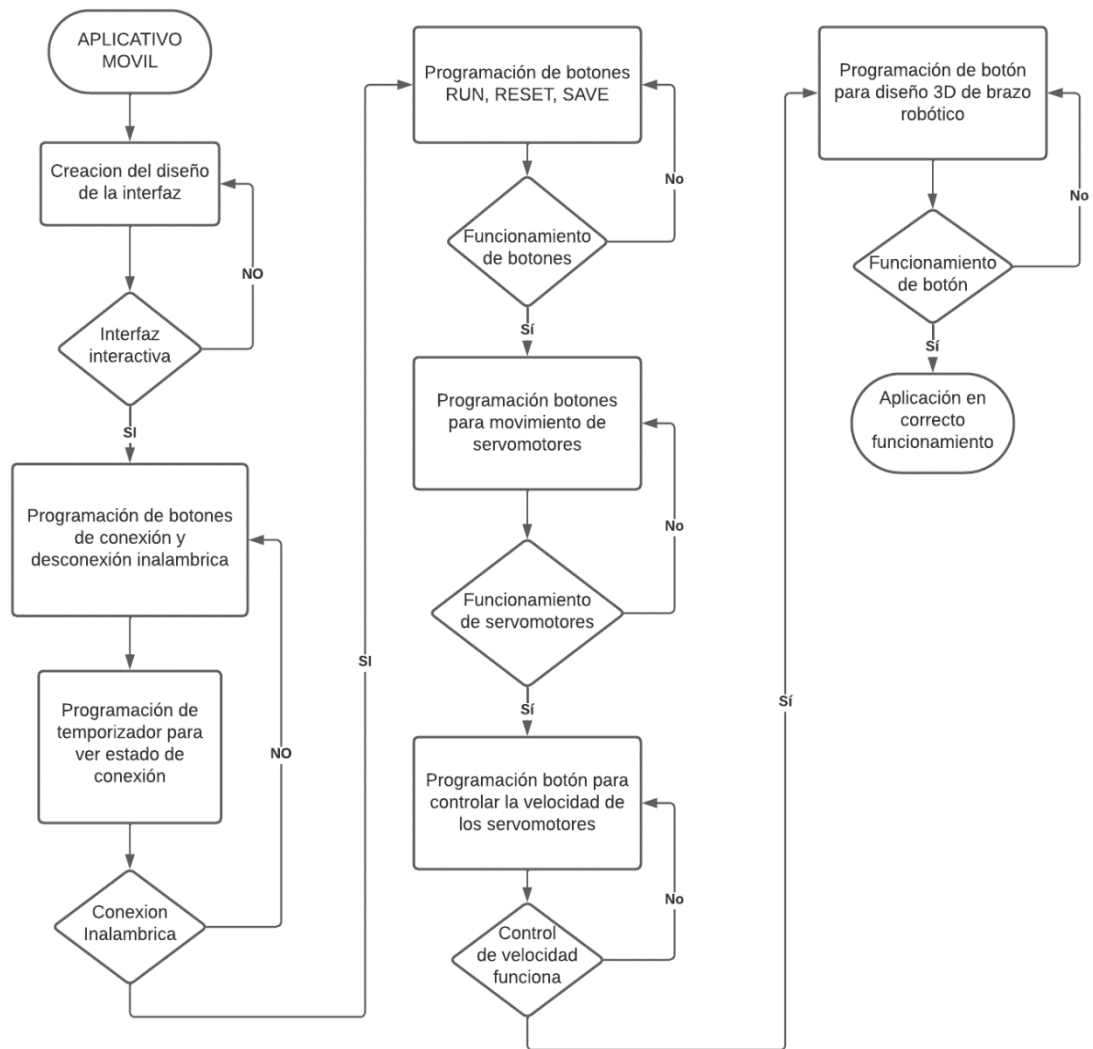 APLICATIVO
MOVIL
Creacion del diseño
de la interfaz
NO
Interfaz
interactiva
SI
Programación de botones
de conexión y
desconexión inalambrica
Programación de
temporizador para
ver estado de
conexión
NO
Conexion
Inalambrica
SI
Programación de botones
RUN, RESET, SAVE
No
Funcionamiento
de botones
Sí
Programación botones
para movimiento de
servomotores
No
Funcionamiento
de servomotores
Sí
Programación botón para
controlar la velocidad de
los servomotores
No
Control
de velocidad
funciona
Sí
Programación de botón
para diseño 3D de brazo
robótico
No
Funcionamiento
de botón
Sí
Aplicación en
correcto
funcionamiento